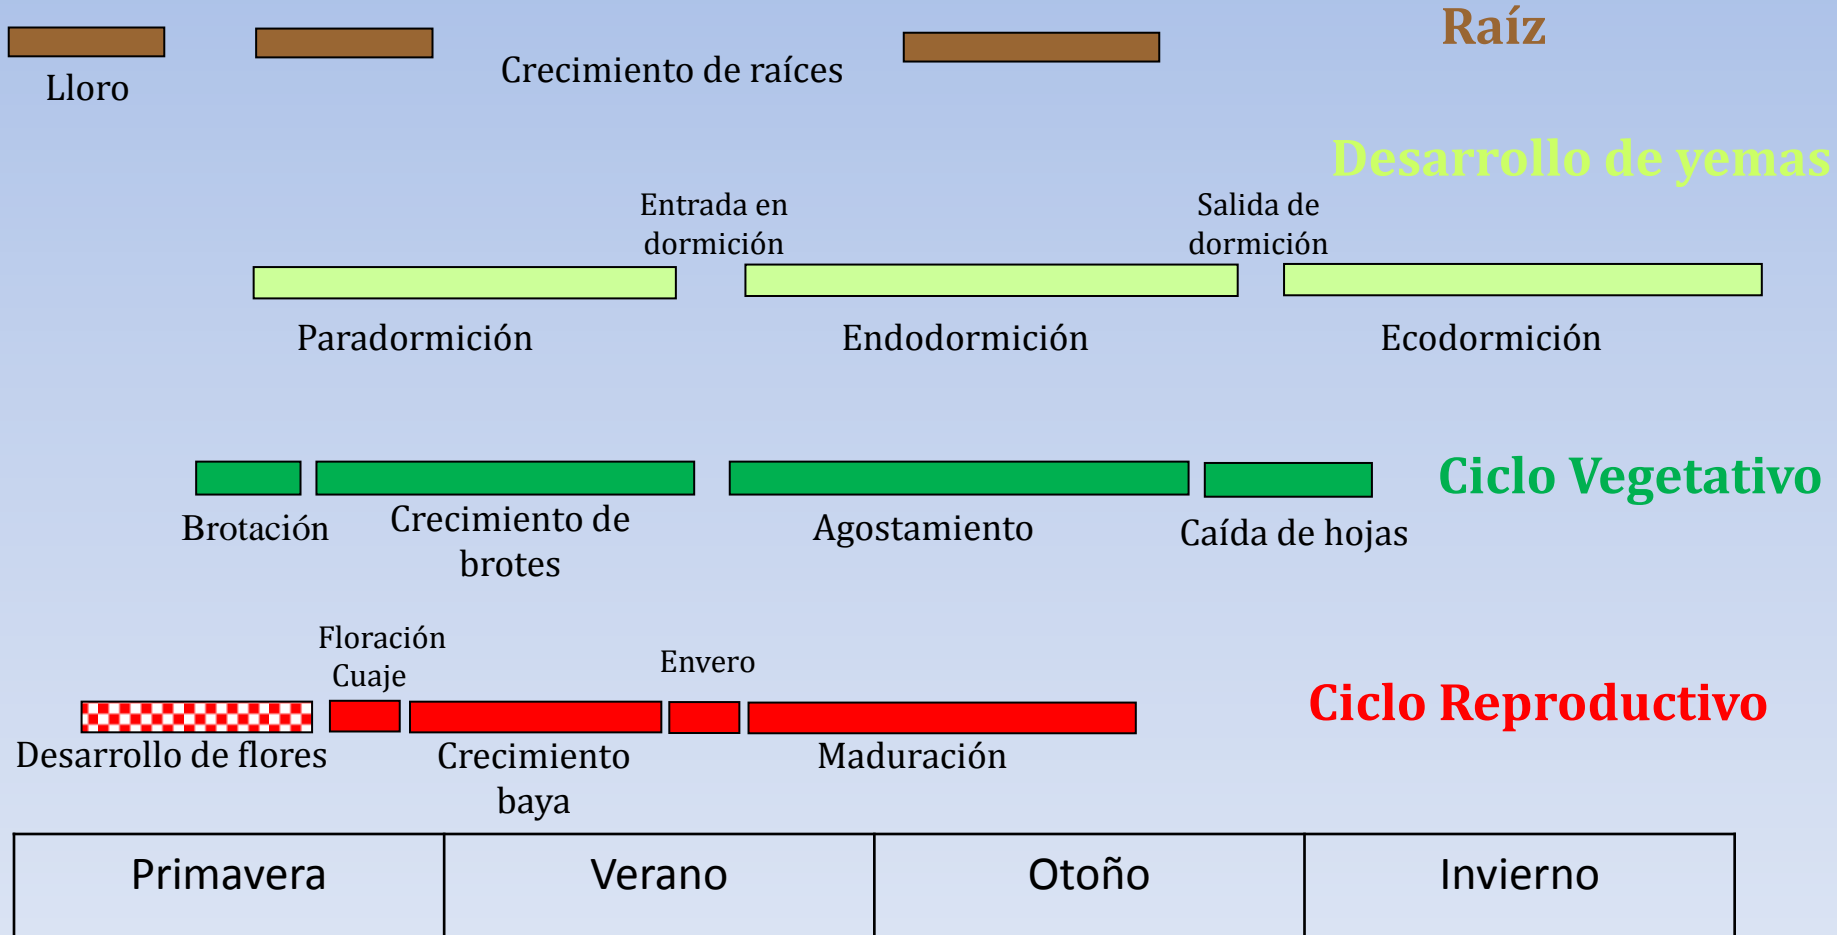 Raíz
Lloro
Crecimiento de raíces
Desarrollo de yemas
Entrada en
dormición
Salida de
dormición
Paradormición
Endodormición
Ecodormición
Ciclo Vegetativo
Brotación
Crecimiento de
brotes
Agostamiento
Caída de hojas
Floración
Cuaje
Envero
Ciclo Reproductivo
Desarrollo de flores
Crecimiento
baya
Maduración
Primavera
Verano
Otoño
Invierno